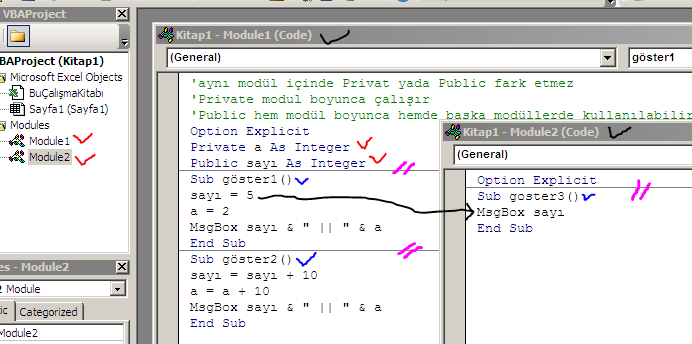 VBAProject
BAProject (Kitap1)
Microsoft Excel Objects
BuÇalışmaKitabı
Sayfa1 (Sayfa1)
Modules
Module1
Module2
es - Module2
2 Module
tic
Categorized
Module2
Kitap1 - Module1 (Code)
(General)
göster1
'aynı modül içinde Privat yada Public fark etmez
'Private modul boyunca çalışır
'Public hem modül boyunca hemde başka modüllerde kullanılabilir
Option Explicit
Private a As Integer
Public sayı As Integer
Sub göster1()
sayı = 5
a = 2
MsgBox sayı & " || " & a
End Sub
Sub göster2()
sayı = sayı + 10
a = a + 10
MsgBox sayı & " || " & a
End Sub
Kitap1 - Module2 (Code)
(General)
Option Explicit
Sub goster3()
MsgBox sayı
End Sub